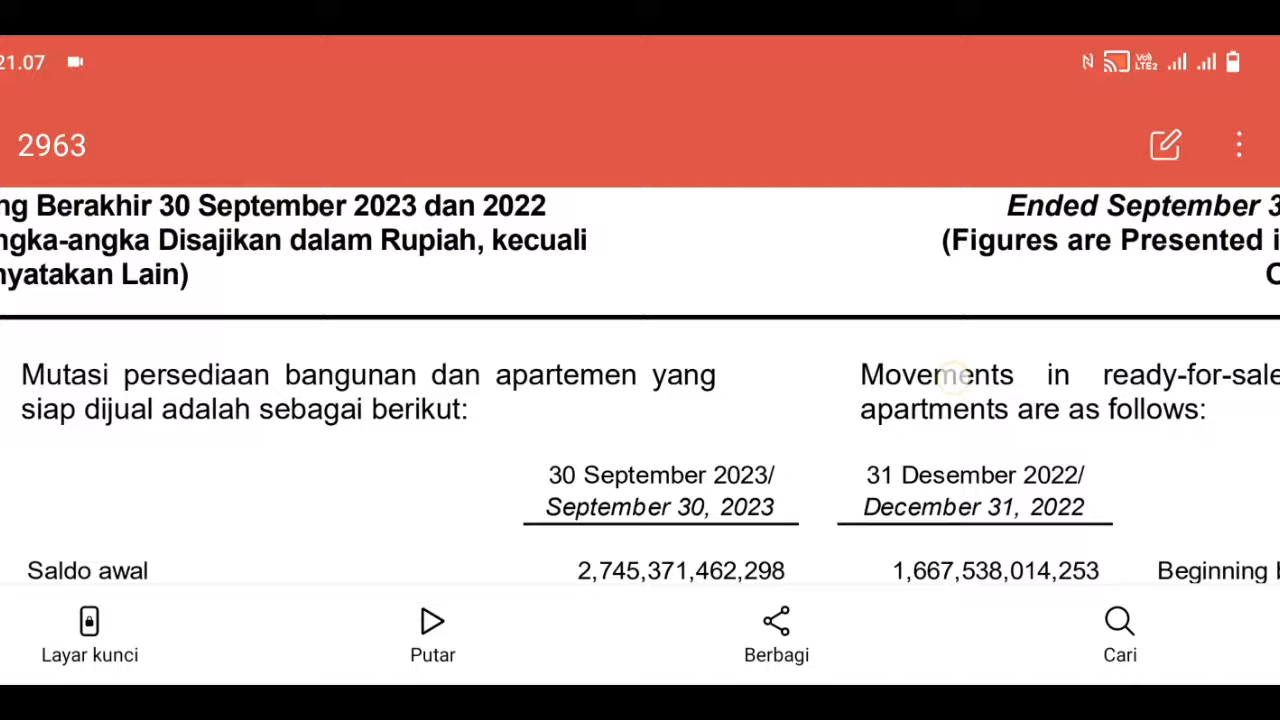 21.07
Vo)) LTE2
2963
ng Berakhir 30 September 2023 dan 2022
Ended September 3
ngka-angka Disajikan dalam Rupiah, kecuali
(Figures are Presented i
nyatakan Lain)
Mutasi persediaan bangunan dan apartemen yang
siap dijual adalah sebagai berikut:
Movements in ready-for-sale
apartments are as follows:
30 September 2023/
September 30, 2023
31 Desember 2022/
December 31, 2022
Saldo awal 2,745,371,462,298 1,667,538,014,253 Beginning
Layar kunci Putar Berbagi Cari